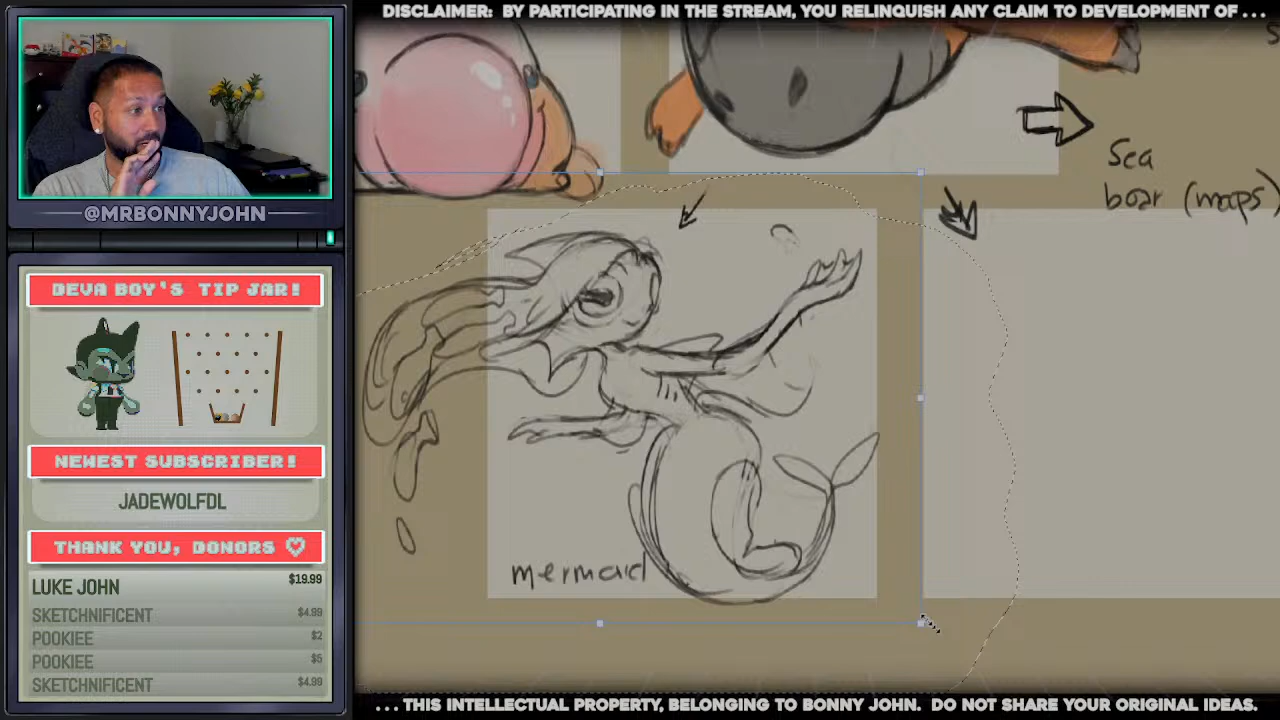 DISCLAIMER: BY PARTICIPATING IN THE STREAM, YOU RELINQUISH ANY CLAIM TO DEVELOPMENT OF . . .
@MRBONNYJOHN
DEVA BOY'S TIP JAR!
NEWEST SUBSCRIBER!
JADEWOLFDL
THANK YOU, DONORS ♡
LUKE JOHN $19.99
SKETCHNIFICENT $4.99
POOKIEE $2
POOKIEE $5
SKETCHNIFICENT $4.99
Sea
boar (maps)
mermaid
. . . THIS INTELLECTUAL PROPERTY, BELONGING TO BONNY JOHN. DO NOT SHARE YOUR ORIGINAL IDEAS.